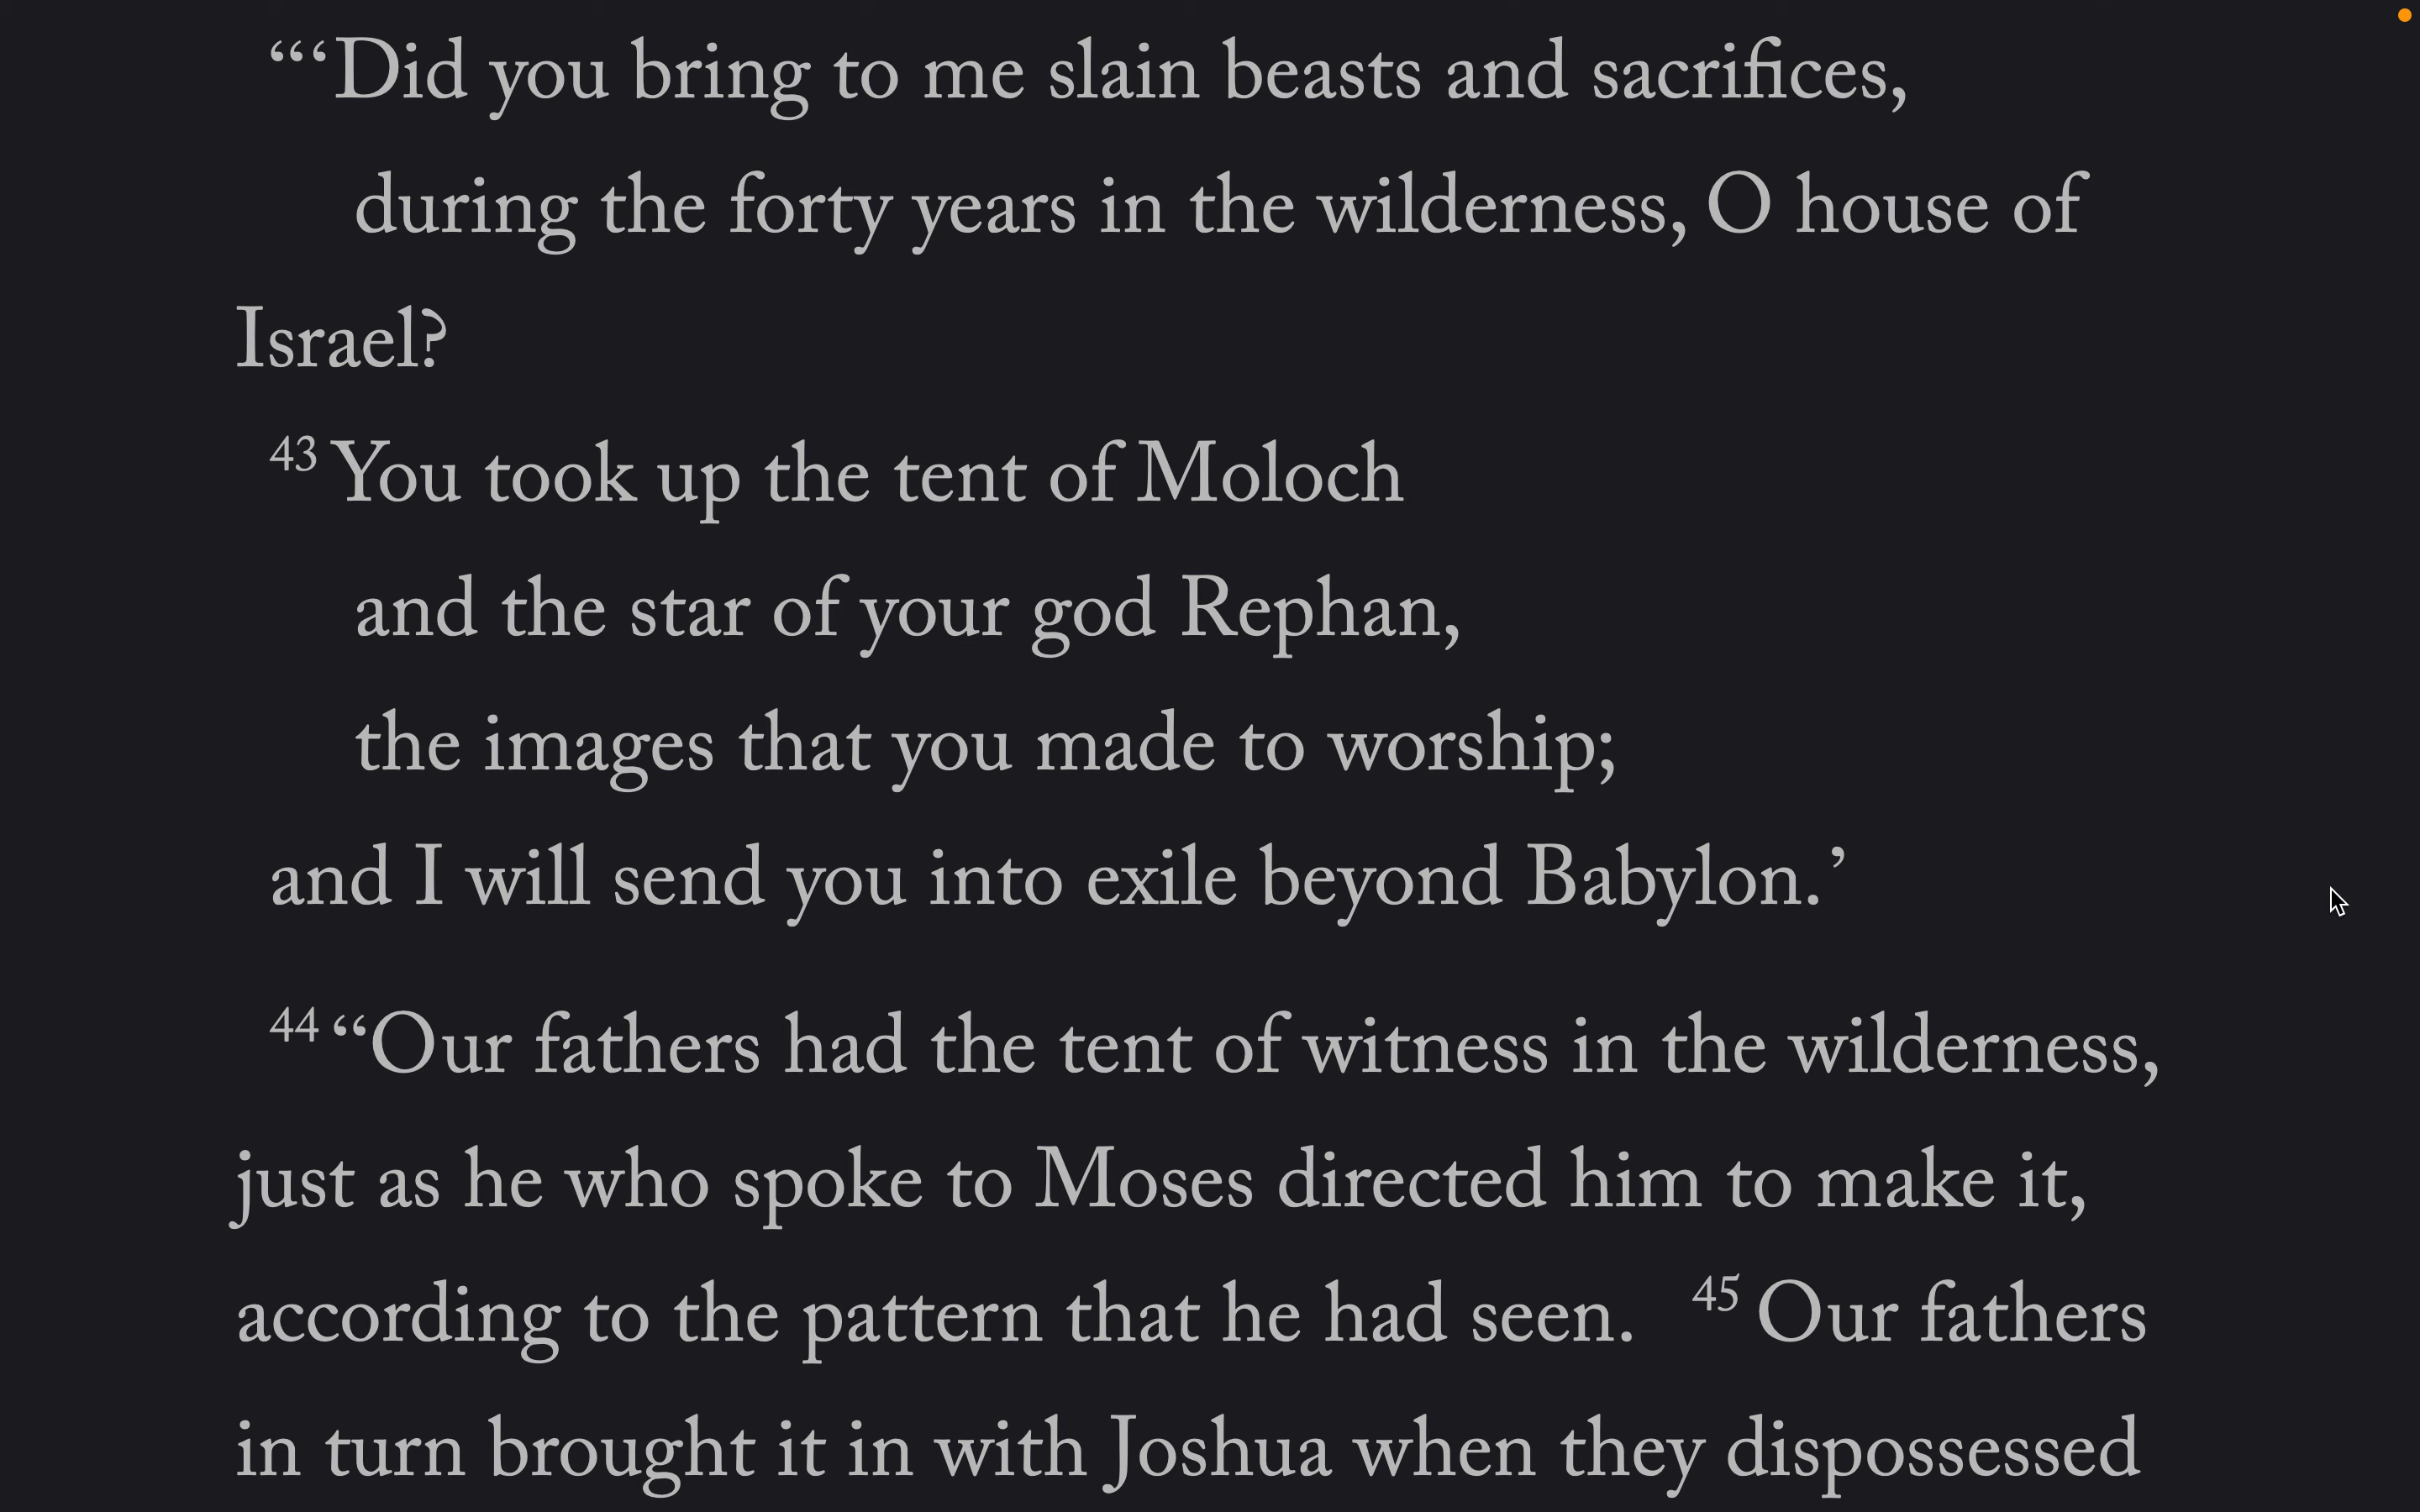 “‘Did you bring to me slain beasts and sacrifices,
during the forty years in the wilderness, O house of
Israel?
43 You took up the tent of Moloch
and the star of your god Rephan,
the images that you made to worship;
and I will send you into exile beyond Babylon.’
44 “Our fathers had the tent of witness in the wilderness,
just as he who spoke to Moses directed him to make it,
according to the pattern that he had seen. 45 Our fathers
in turn brought it in with Joshua when they dispossessed